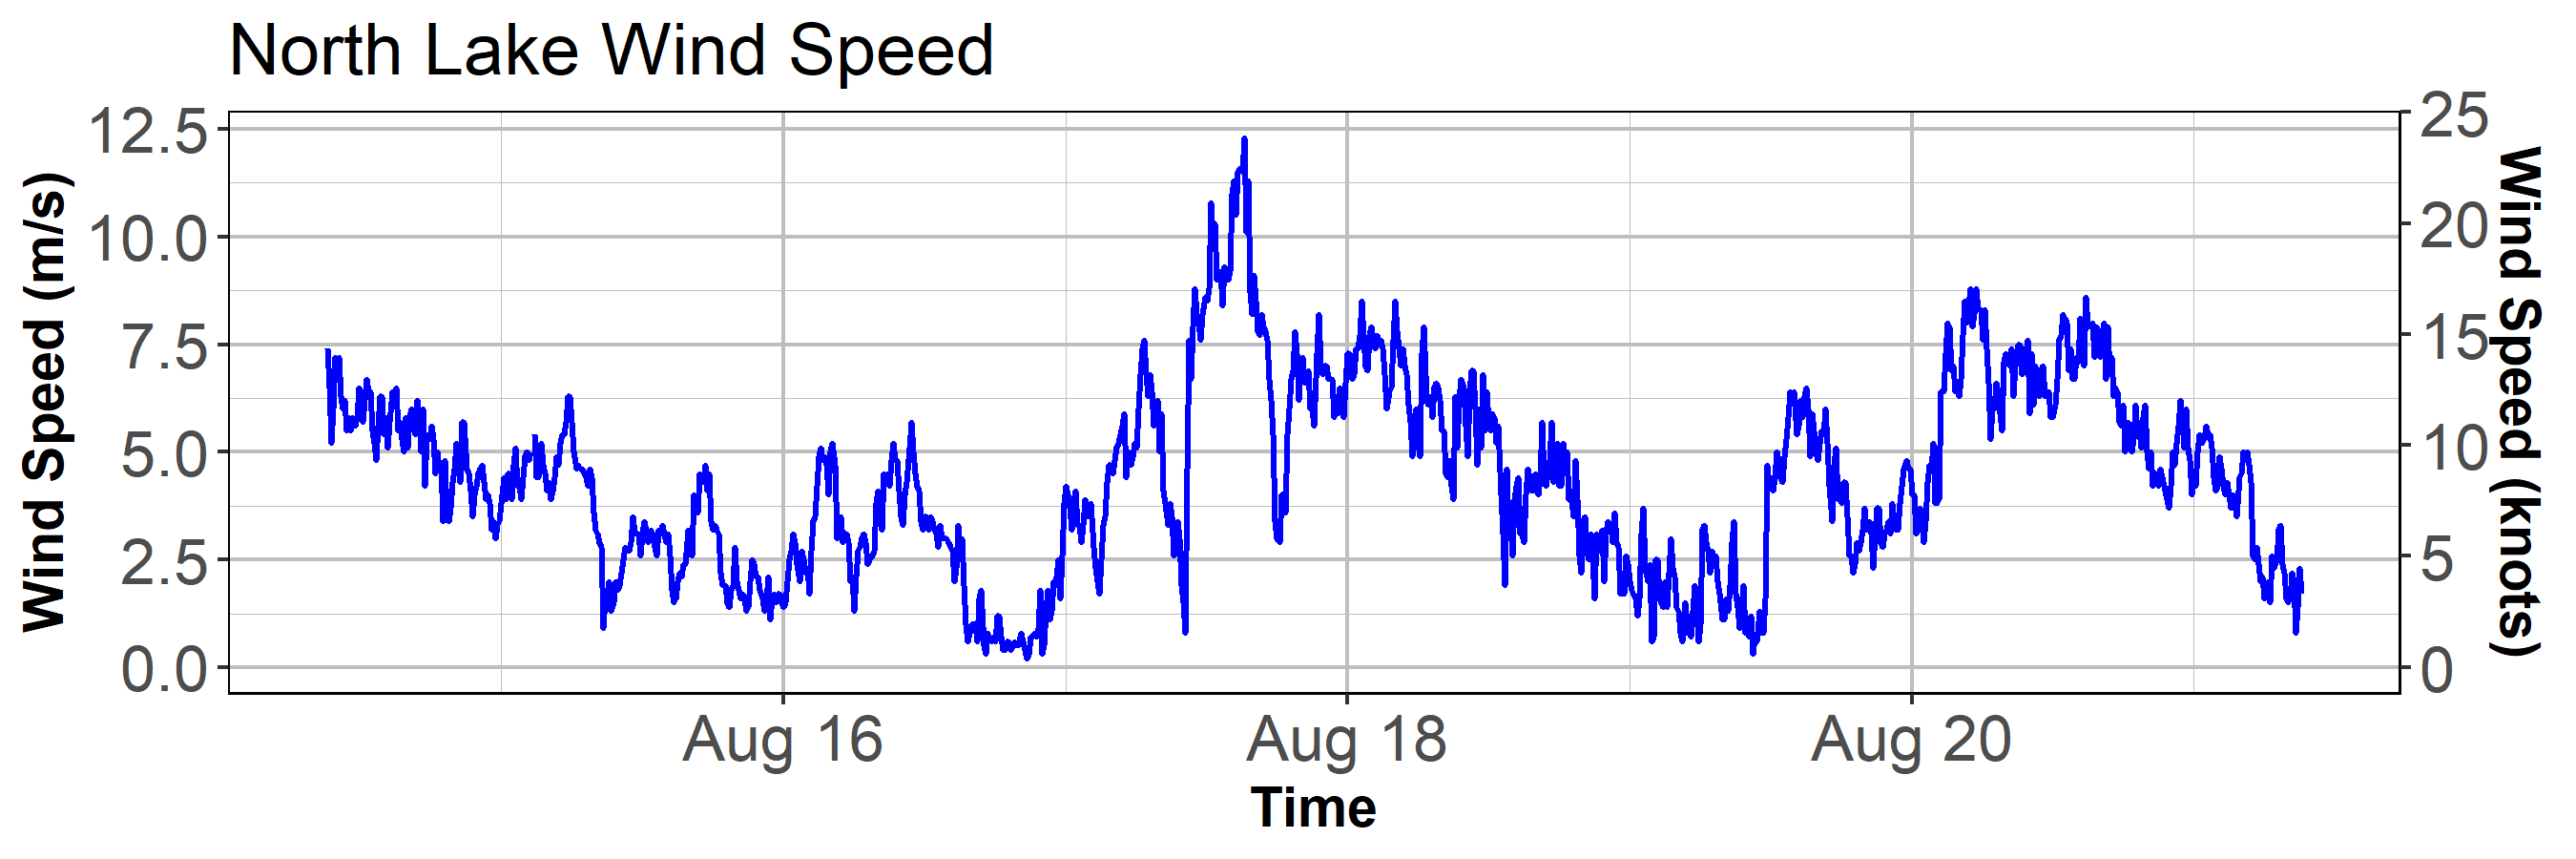 North Lake Wind Speed
Wind Speed (m/s)
12.5
10.0
7.5
5.0
2.5
0.0
25
20
15
10
5
0
Wind Speed (knots)
Aug 16
Aug 18
Aug 20
Time